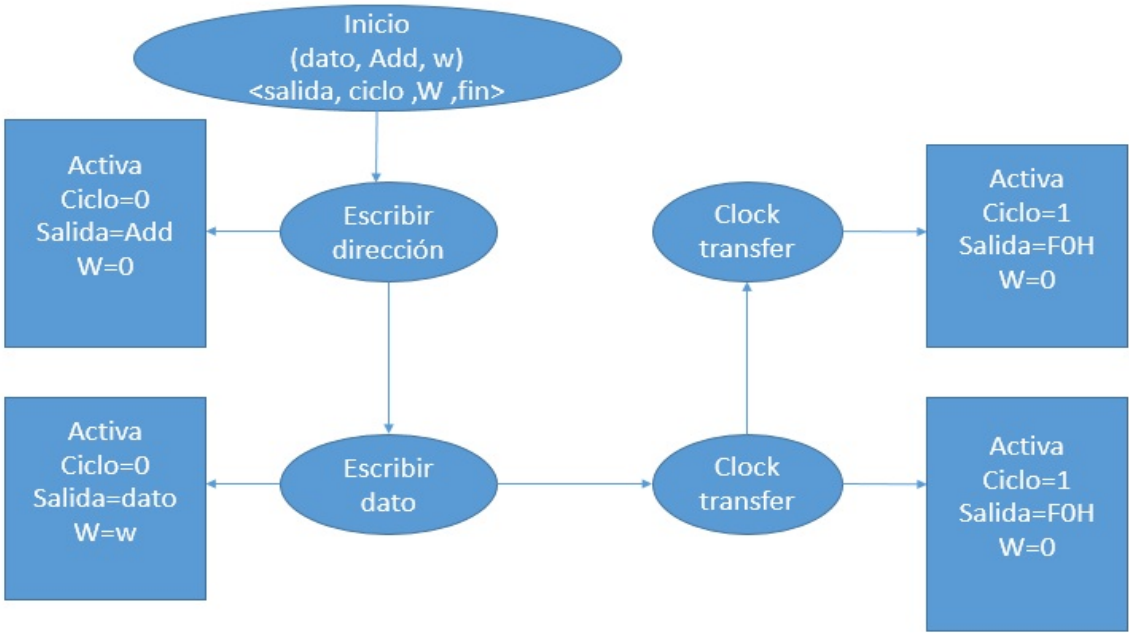 Inicio
(dato, Add, w)
<salida, ciclo ,W ,fin>
Activa
Ciclo=0
Salida=Add
W=0
Escribir
dirección
Clock
transfer
Activa
Ciclo=1
Salida=F0H
W=0
Activa
Ciclo=0
Salida=dato
W=w
Escribir
dato
Clock
transfer
Activa
Ciclo=1
Salida=F0H
W=0